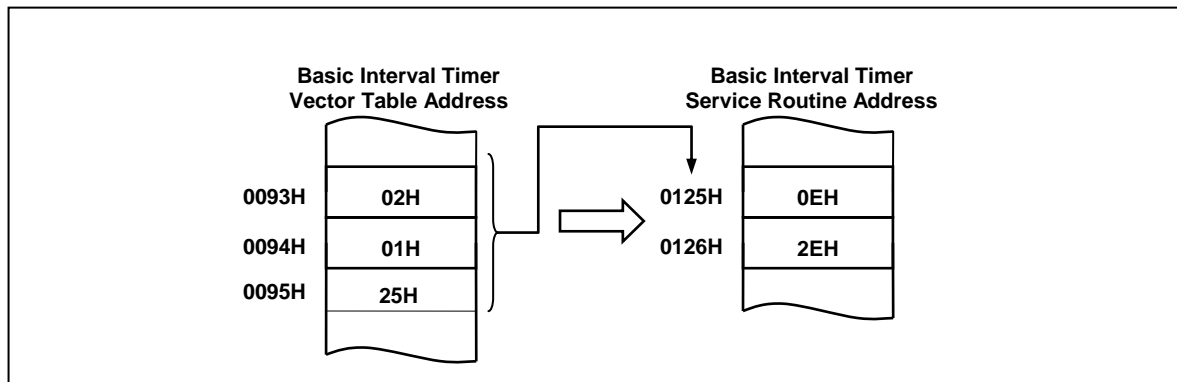 Basic Interval Timer
Vector Table Address
Basic Interval Timer
Service Routine Address
0093H 02H
0125H 0EH
0094H 01H
0126H 2EH
0095H 25H